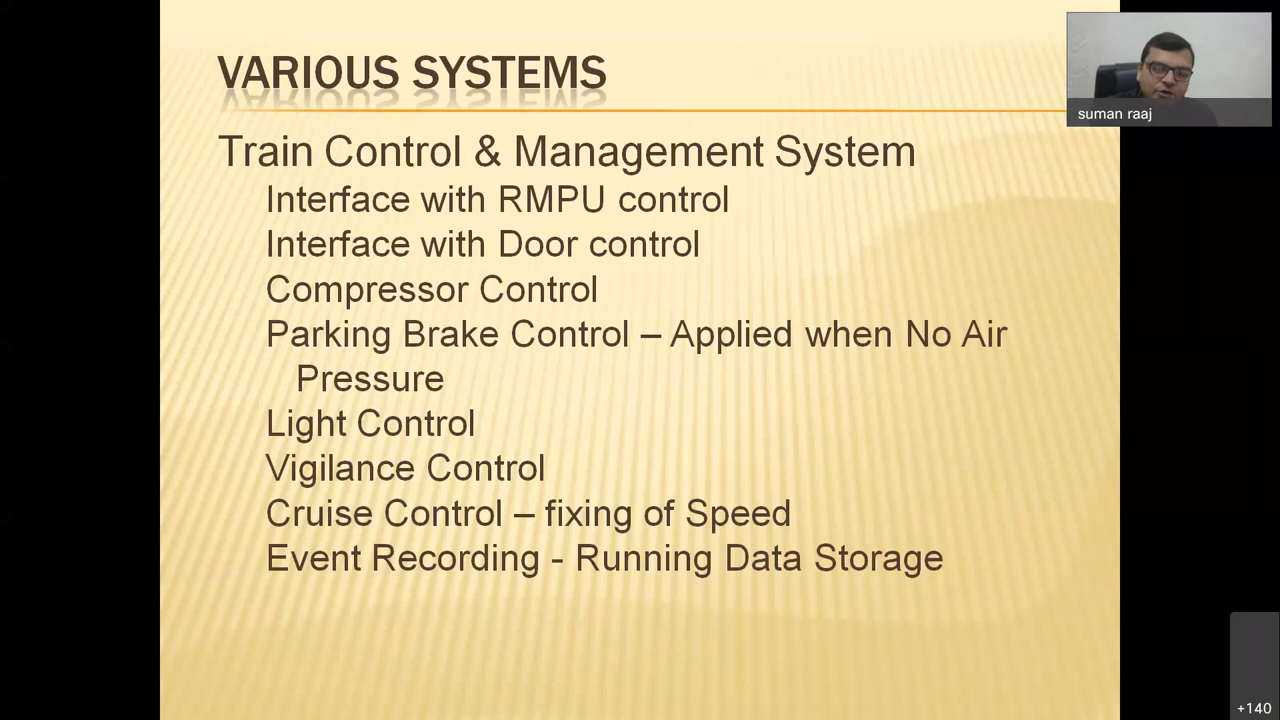 VARIOUS SYSTEMS
suman raaj
Train Control & Management System
Interface with RMPU control
Interface with Door control
Compressor Control
Parking Brake Control – Applied when No Air
Pressure
Light Control
Vigilance Control
Cruise Control – fixing of Speed
Event Recording - Running Data Storage
+140